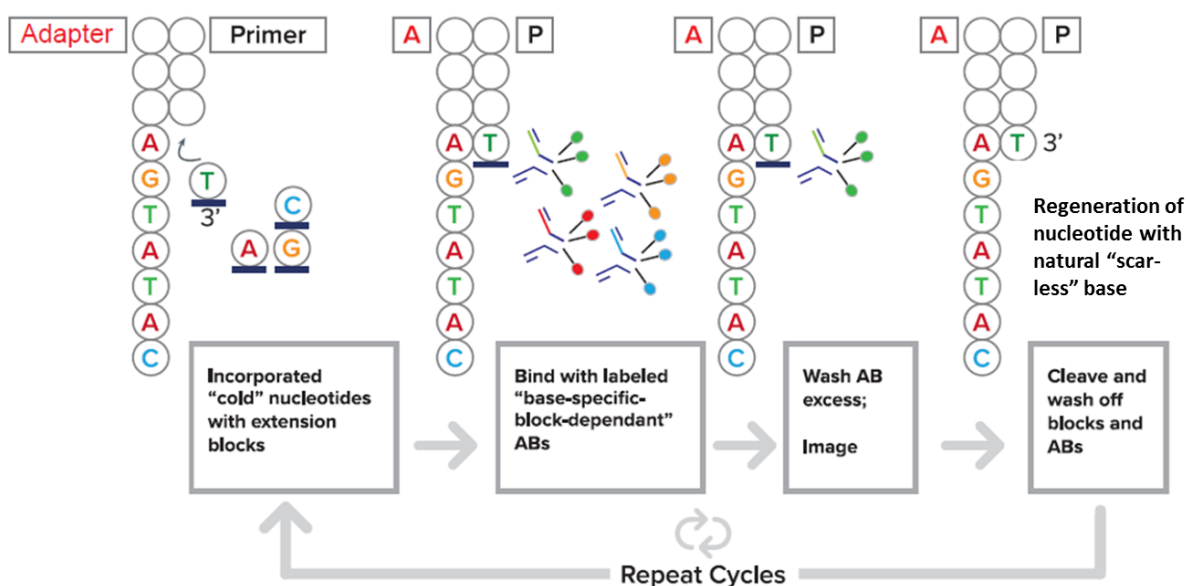 Adapter
Primer
A
G
T
A
T
A
C
T
3’
C
A
G
Incorporated
“cold” nucleotides
with extension
blocks
A
P
A
T
G
T
A
T
A
C
Bind with labeled
“base-specific-
block-dependant”
ABs
A
P
A
T
G
T
A
T
A
C
Wash AB
excess;
Image
A
P
A
T
3’
G
T
A
T
A
C
Regeneration of
nucleotide with
natural “scar-
less” base
Cleave and
wash off
blocks and
ABs
Repeat Cycles